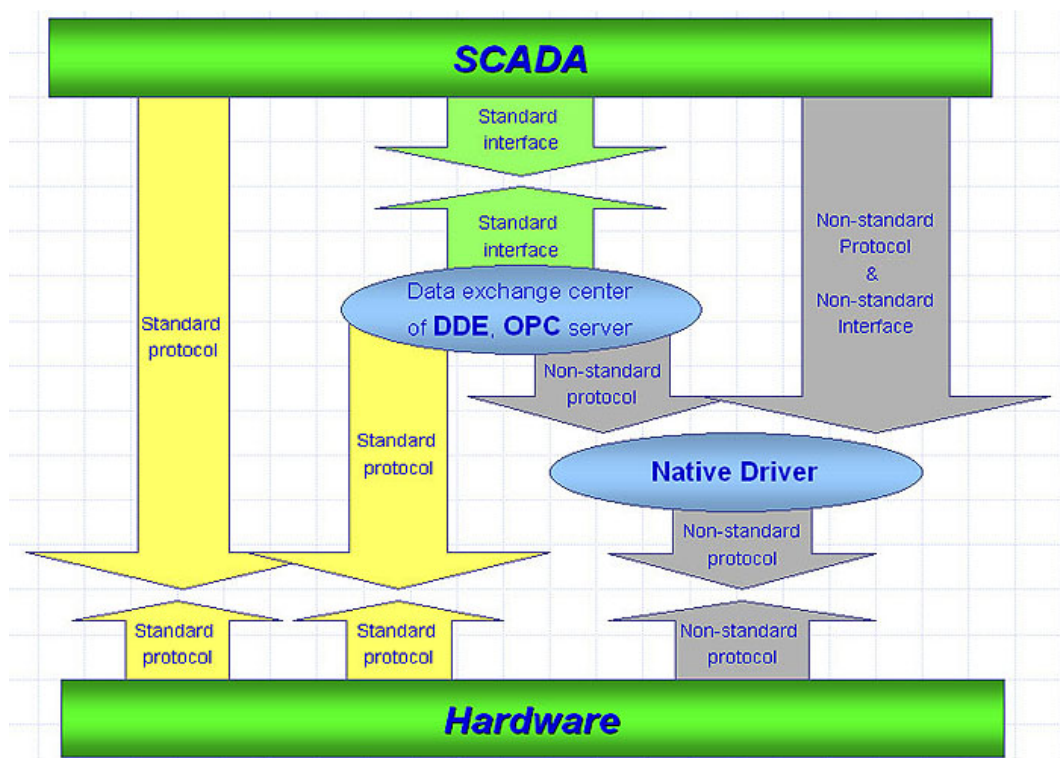 SCADA
Standard
interface
Standard
interface
Non-standard
Protocol
&
Non-standard
Interface
Data exchange center
of DDE, OPC server
Standard
protocol
Non-standard
protocol
Standard
protocol
Native Driver
Non-standard
protocol
Standard
protocol
Standard
protocol
Non-standard
protocol
Hardware